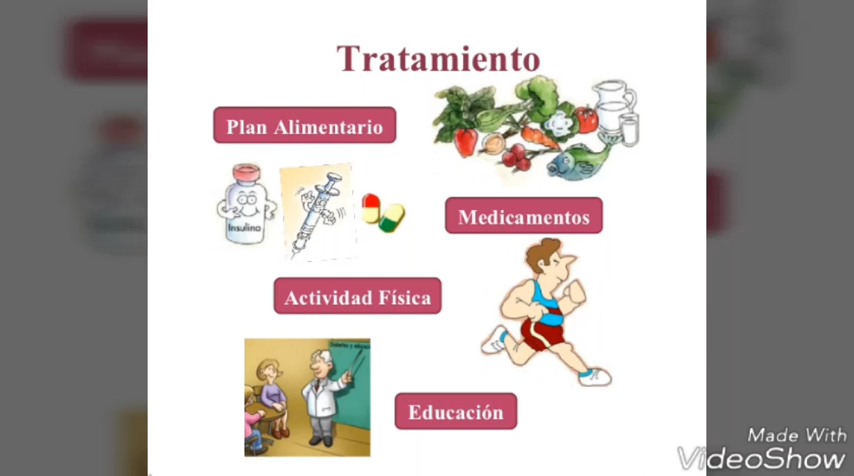 Tratamiento
Plan Alimentario
Insulina
Medicamentos
Actividad Física
Educación
Made With
VideoShow